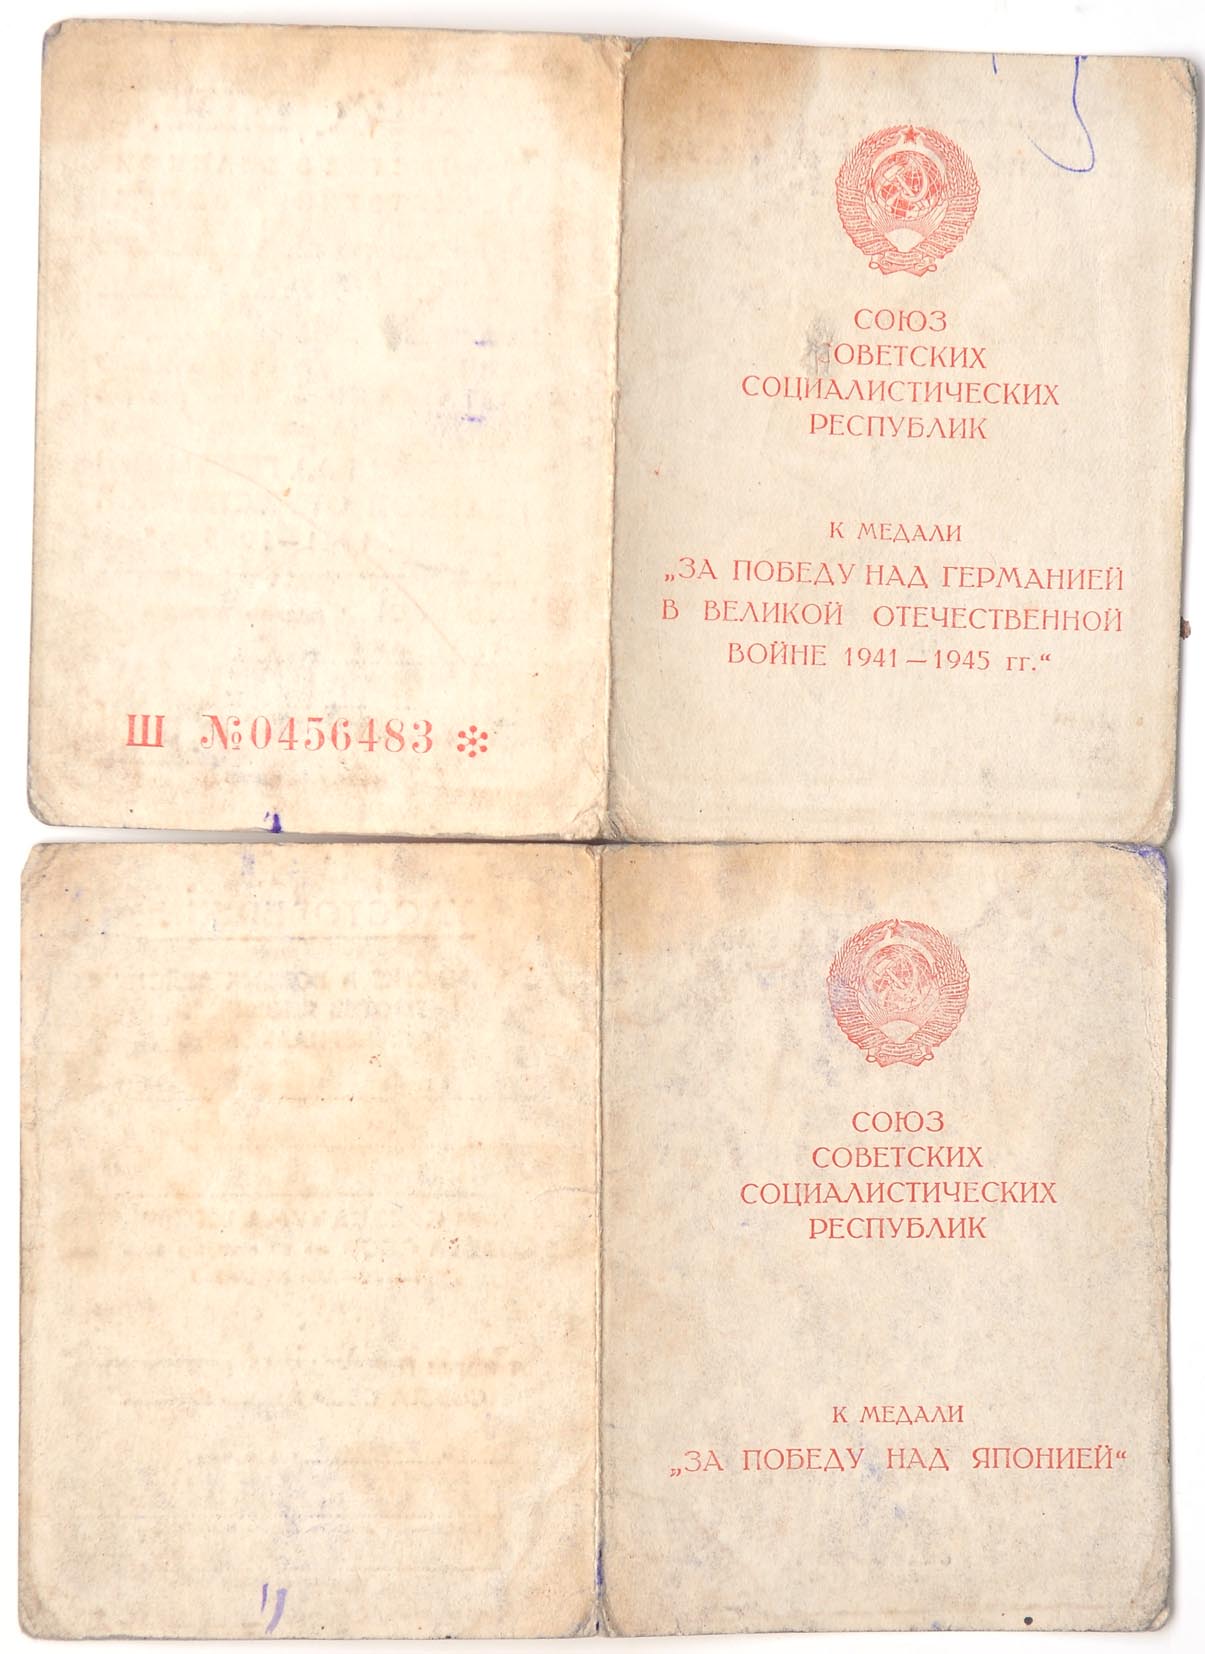 СОЮЗ
СОВЕТСКИХ
СОЦИАЛИСТИЧЕСКИХ
РЕСПУБЛИК
К МЕДАЛИ
„ЗА ПОБЕДУ НАД ГЕРМАНИЕЙ
В ВЕЛИКОЙ ОТЕЧЕСТВЕННОЙ
ВОЙНЕ 1941—1945 гг.“
Ш №0456483
СОЮЗ
СОВЕТСКИХ
СОЦИАЛИСТИЧЕСКИХ
РЕСПУБЛИК
К МЕДАЛИ
„ЗА ПОБЕДУ НАД ЯПОНИЕЙ“